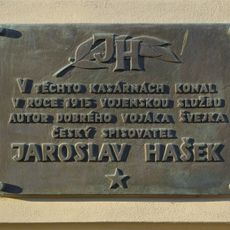 JH
V TĚCHTO KASÁRNÁCH KONAL
V ROCE 1915 VOJENSKOU SLUŽBU
AUTOR DOBRÉHO VOJÁKA ŠVEJKA
ČESKÝ SPISOVATEL
JAROSLAV HAŠEK